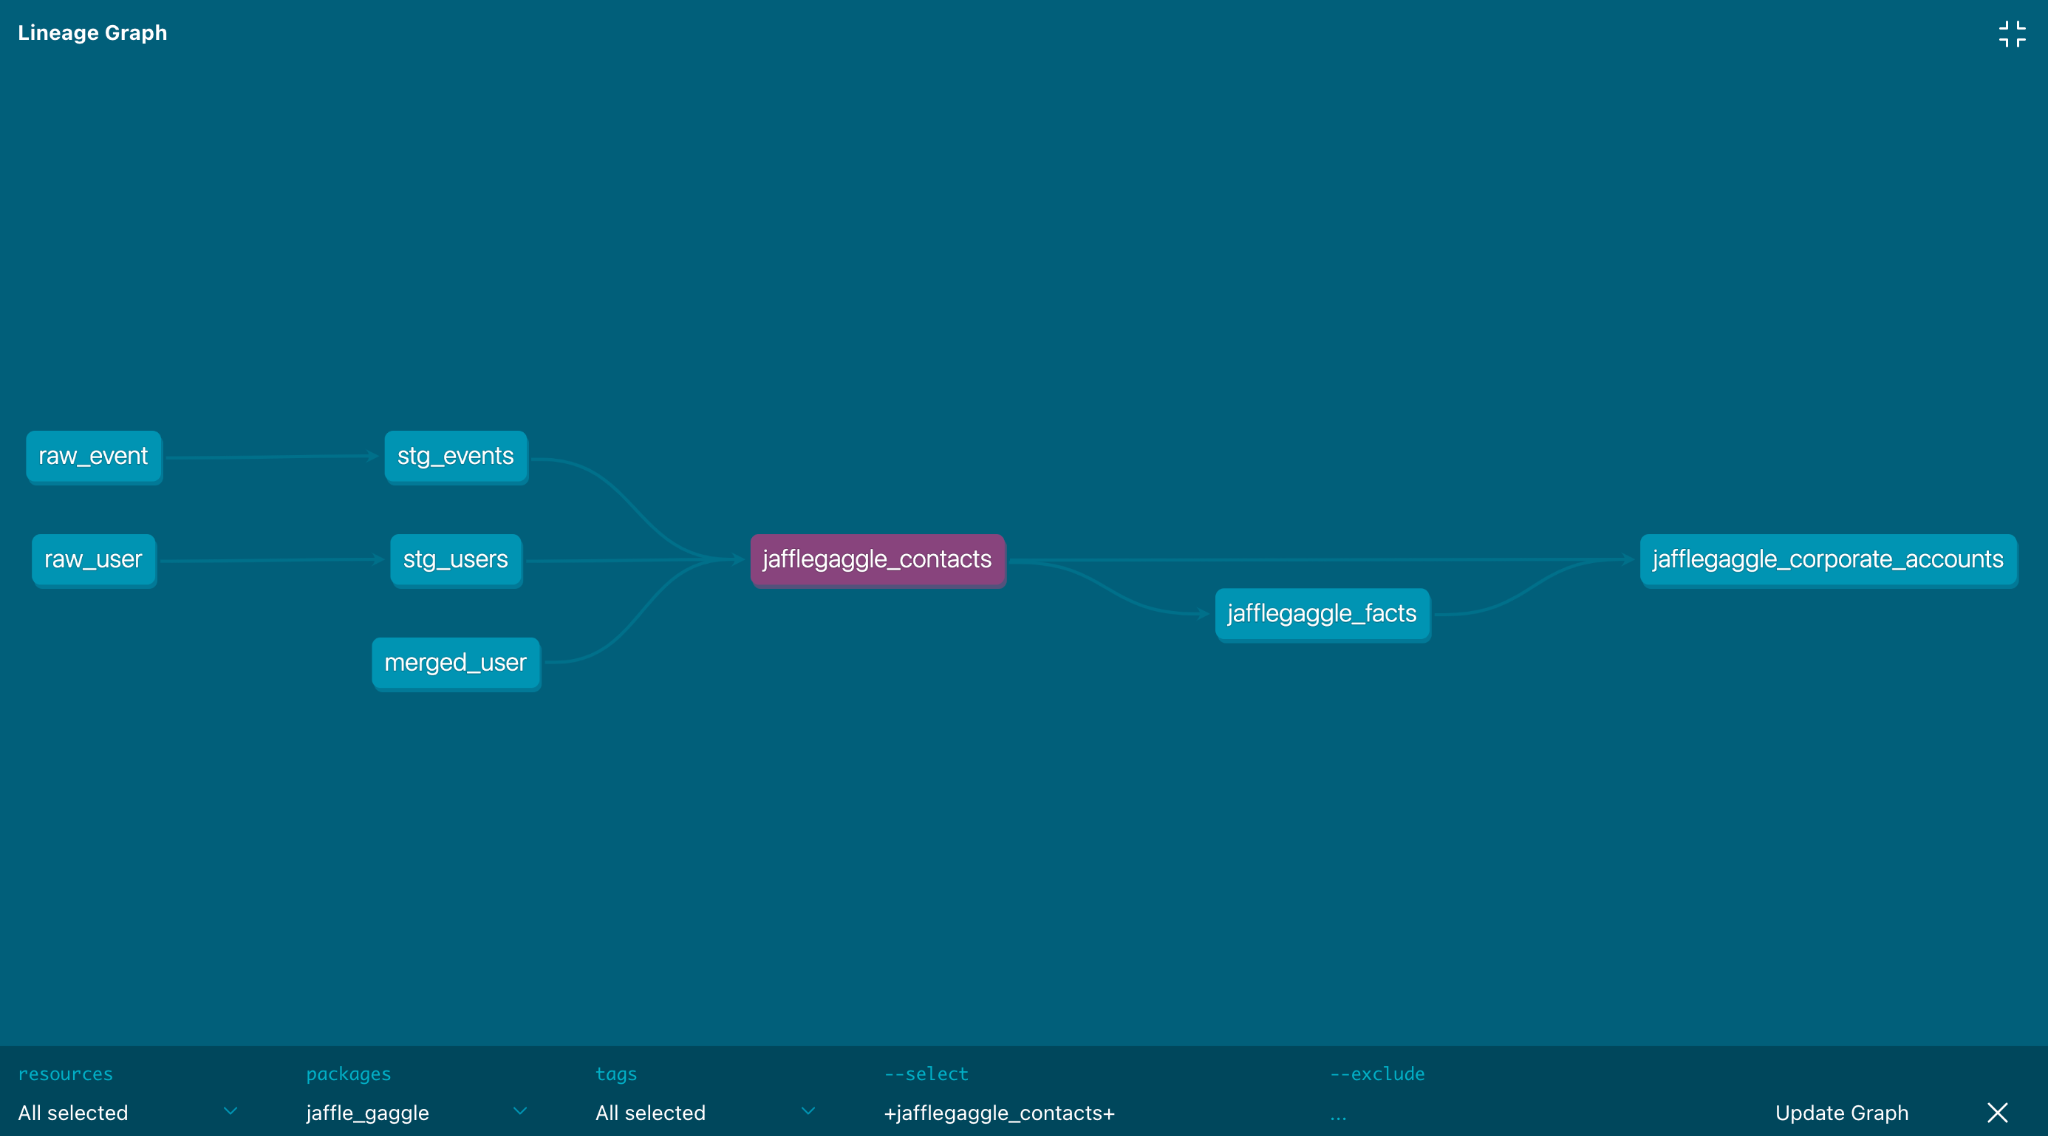 Lineage Graph
raw_event
stg_events
raw_user
stg_users
jafflegaggle_contacts
jafflegaggle_corporate_accounts
jafflegaggle_facts
merged_user
resources
packages
tags
--select
--exclude
All selected
jaffle_gaggle
All selected
+jafflegaggle_contacts+
...
Update Graph